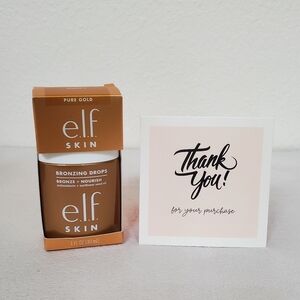 PURE GOLD
e.l.f.
SKIN
BRONZING DROPS
BRONZE + NOURISH
e.l.f.
SKIN
Thank
You!
for your purchase